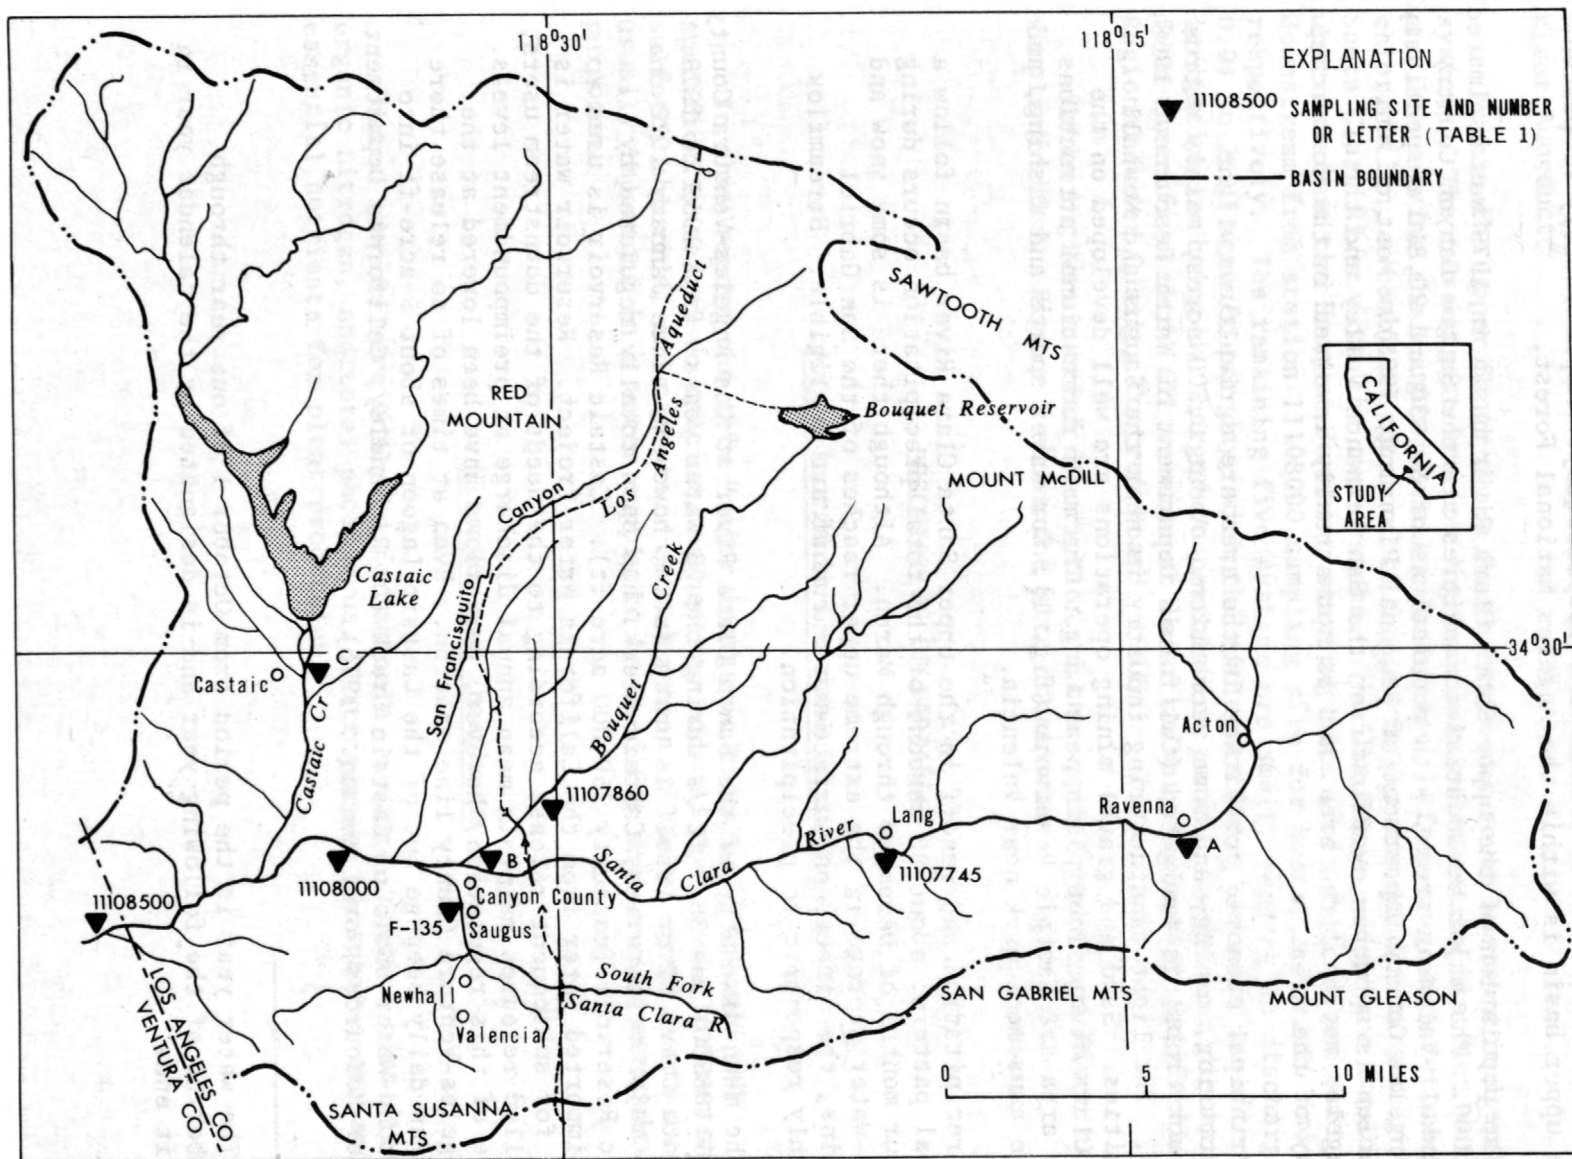 118°30'
118°15'
EXPLANATION
11108500 SAMPLING SITE AND NUMBER
OR LETTER (TABLE 1)
BASIN BOUNDARY
SAWTOOTH
MTS
Aqueduct
RED
MOUNTAIN
Bouquet Reservoir
CALIFORNIA
STUDY
AREA
Los Angeles
MOUNT McDILL
Canyon
San Francisquito
Castaic
Lake
Creek
Bouquer
34°30'
C
Castaic
Castaic Cr
Acton
11107860
Ravenna
A
Lang
River
Clara
Santa
11107745
B
11108000
11108500
Canyon County
F-135
Saugus
South Fork
Santa Clara R
Newhall
Valencia
SAN GABRIEL MTS
MOUNT GLEASON
LOS ANGELES CO
VENTURA CO
SANTA SUSANNA
MTS
0 5 10 MILES